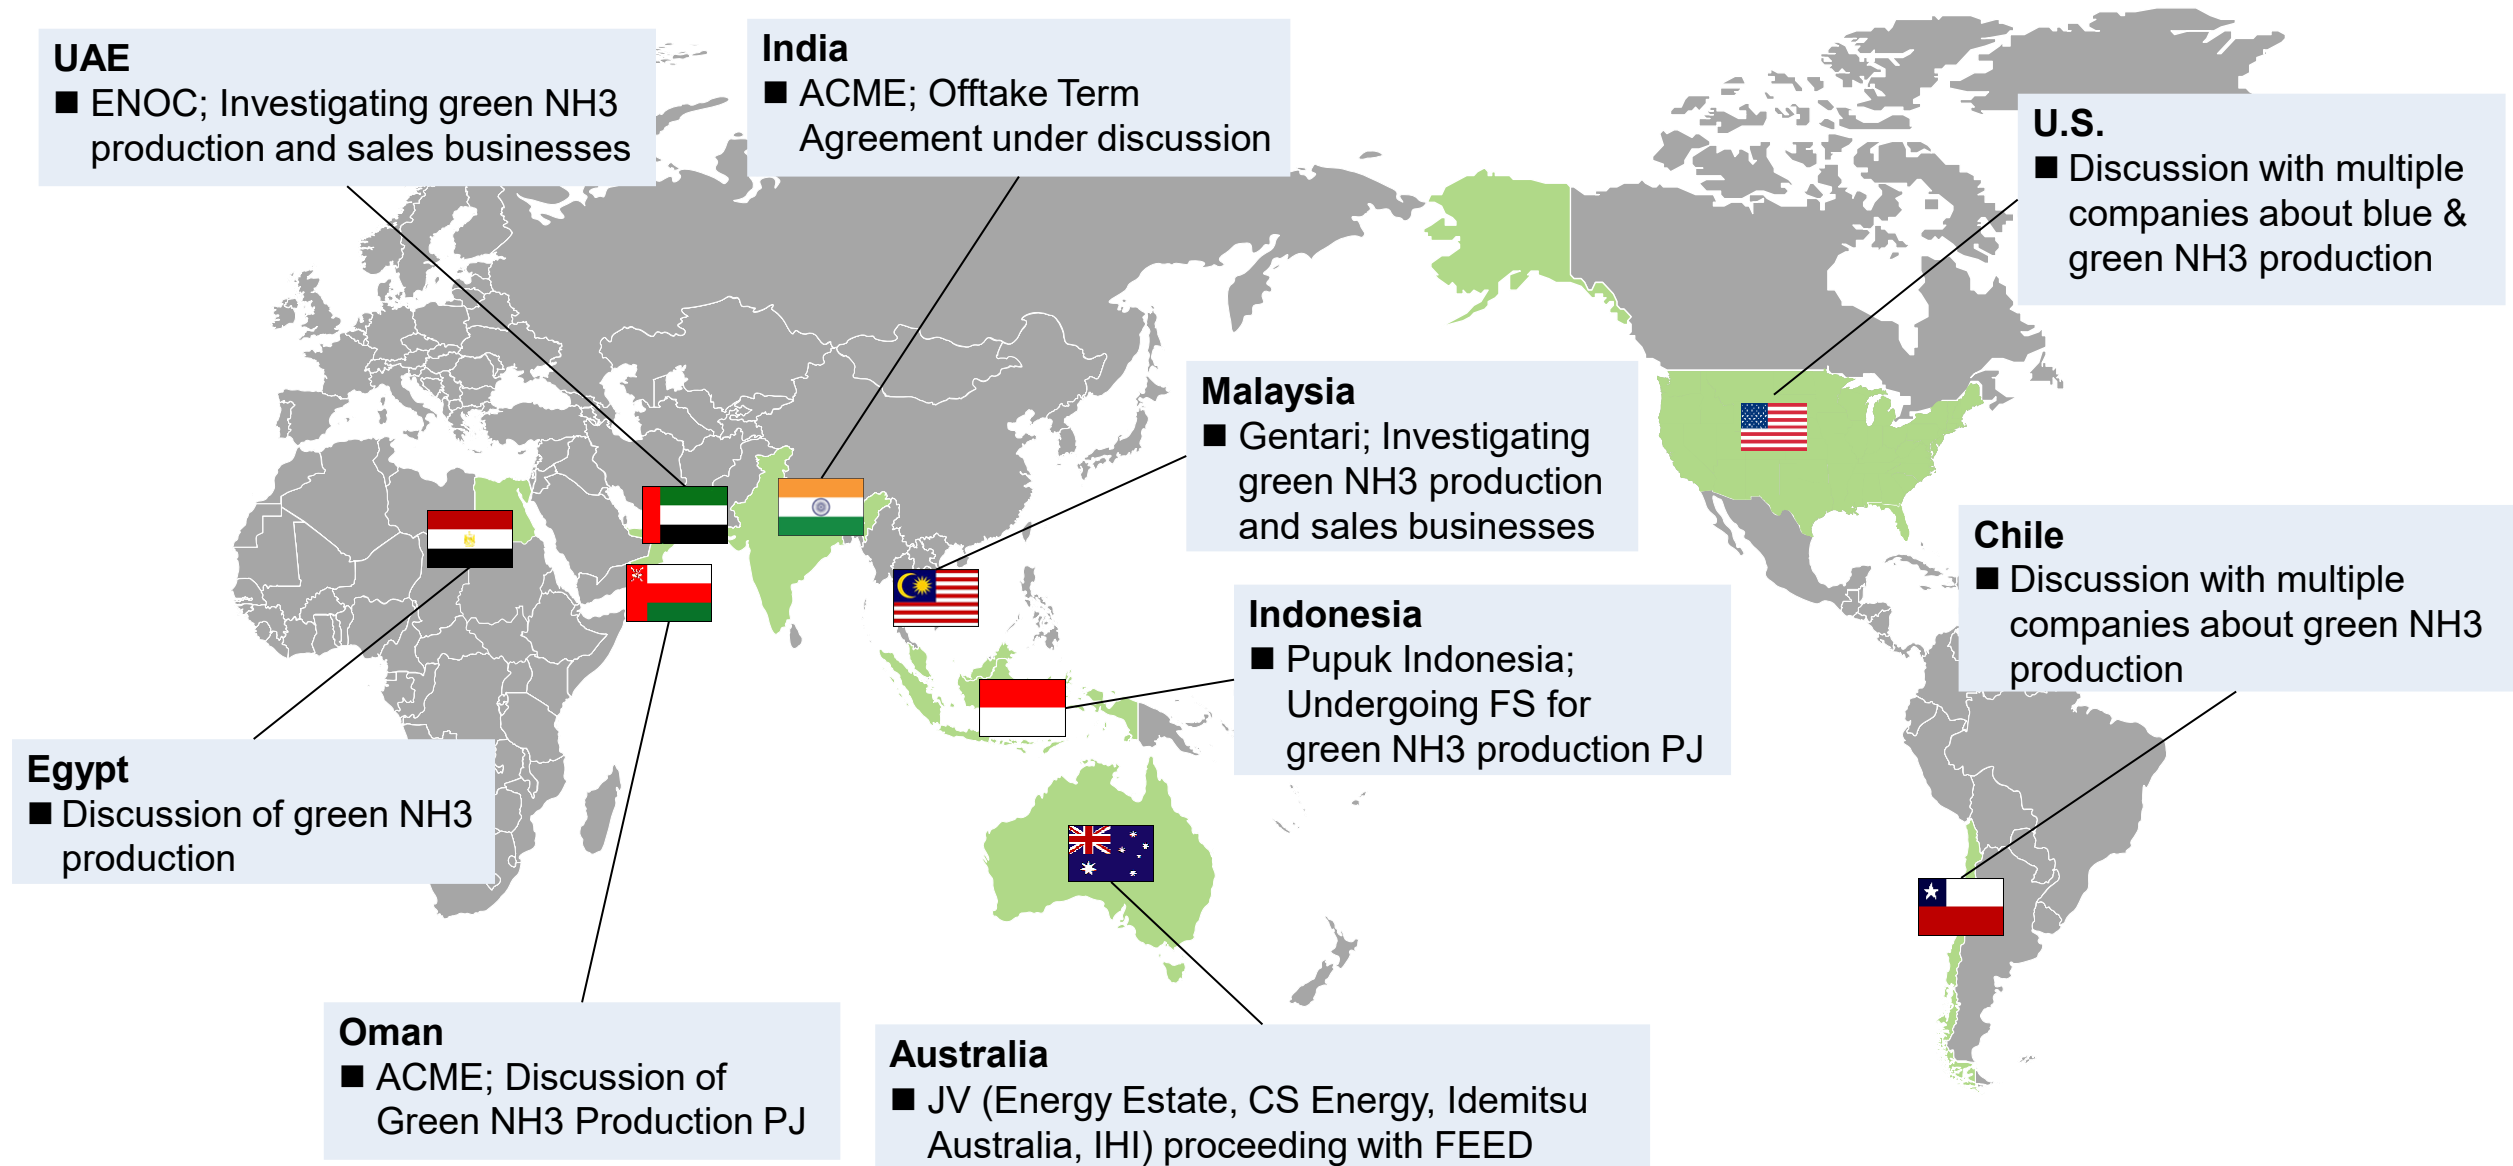 UAE
■ ENOC; Investigating green NH3
production and sales businesses
India
■ ACME; Offtake Term
Agreement under discussion
U.S.
■ Discussion with multiple
companies about blue &
green NH3 production
Malaysia
■ Gentari; Investigating
green NH3 production
and sales businesses
Chile
■ Discussion with multiple
companies about green NH3
production
Indonesia
■ Pupuk Indonesia;
Undergoing FS for
green NH3 production PJ
Egypt
■ Discussion of green NH3
production
Oman
■ ACME; Discussion of
Green NH3 Production PJ
Australia
■ JV (Energy Estate, CS Energy, Idemitsu
Australia, IHI) proceeding with FEED